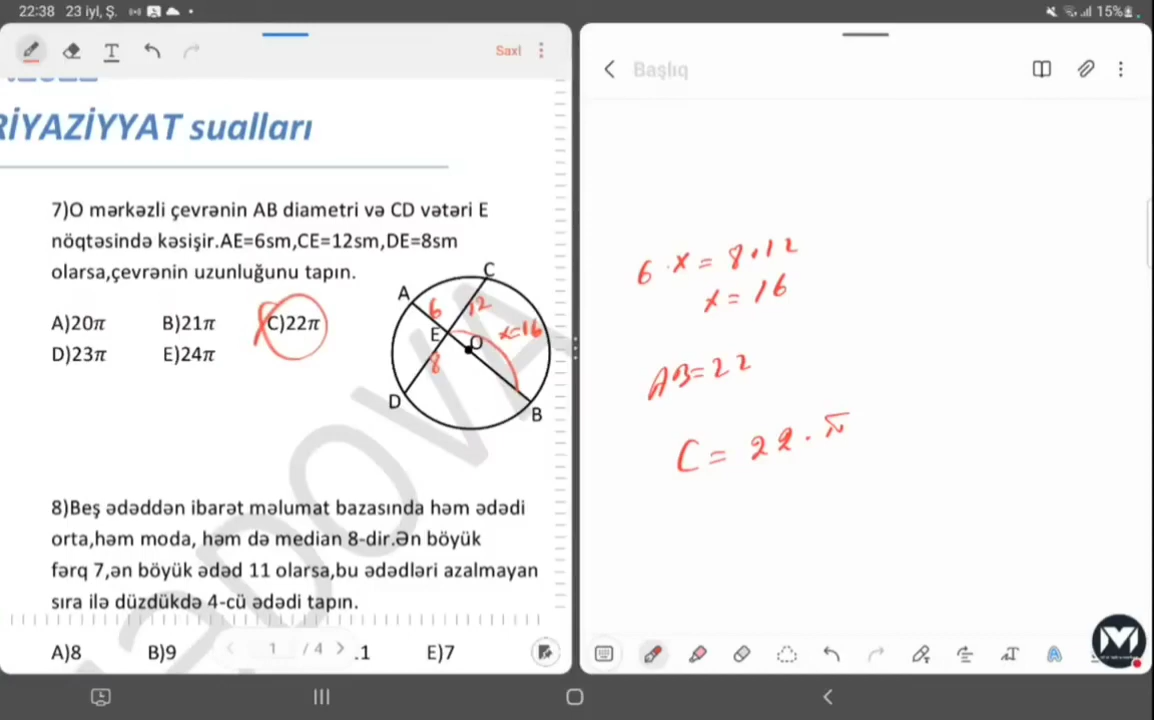 22:38 23 iyl, Ş.
15%
Saxl
RİYAZİYYAT sualları
7)O mərkəzli çevrənin AB diametri və CD vətəri E
nöqtəsində kəsişir.AE=6sm,CE=12sm,DE=8sm
olarsa,çevrənin uzunluğunu tapın.
A)20π B)21π C)22π
D)23π E)24π
C
A
6 12
E
O
x=16
8
D
B
8)Beş ədəddən ibarət məlumat bazasında həm ədədi
orta,həm moda, həm də median 8-dir.Ən böyük
fərq 7,ən böyük ədəd 11 olarsa,bu ədədləri azalmayan
sıra ilə düzdükdə 4-cü ədədi tapın.
A)8 B)9 .1 E)7
1 / 4
Başlıq
6·x = 8·12
x = 16
AB=22
C = 22·π
T
A
M